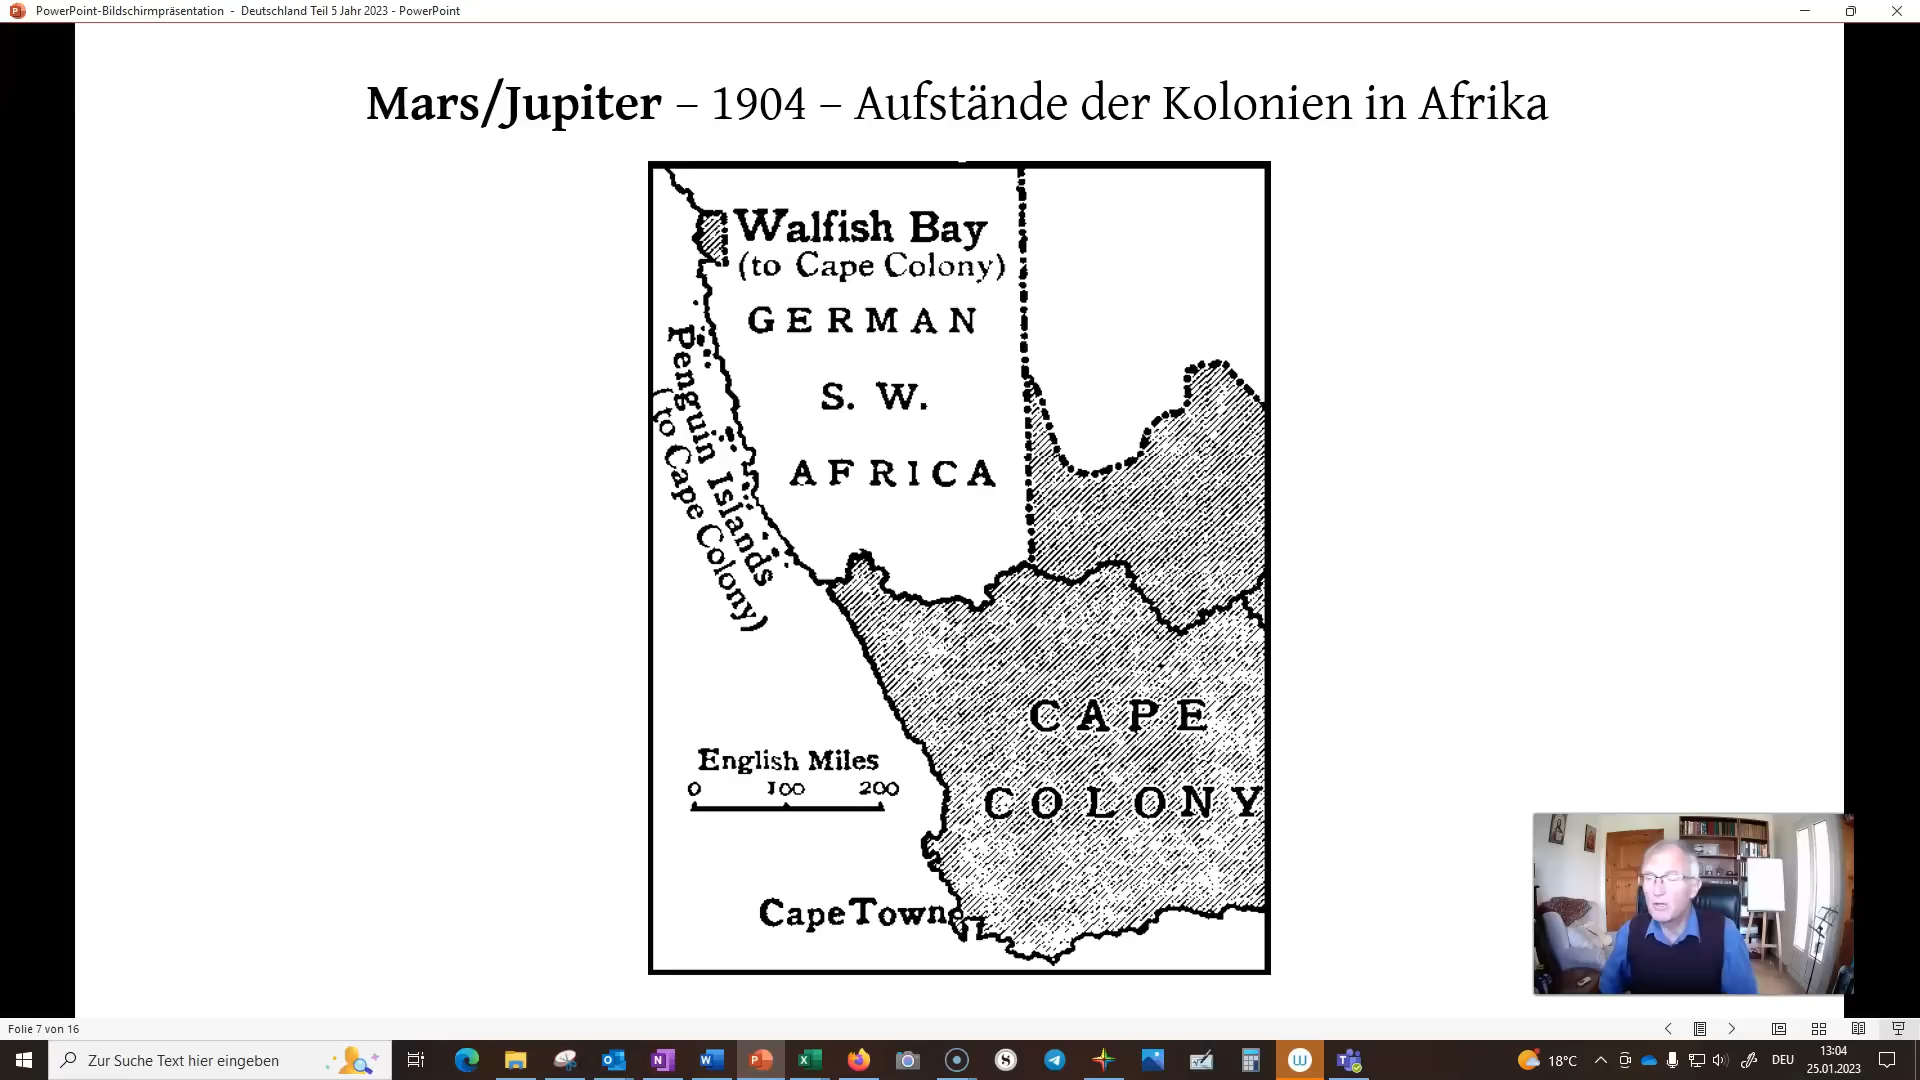 PowerPoint-Bildschirmpräsentation - Deutschland Teil 5 Jahr 2023 - PowerPoint
Mars/Jupiter – 1904 – Aufstände der Kolonien in Afrika
Walfish Bay
(to Cape Colony)
GERMAN
S. W.
AFRICA
Penguin Islands
(to Cape Colony)
CAPE
COLONY
English Miles
0 100 200
Cape Town
Folie 7 von 16
Zur Suche Text hier eingeben
18°C
DEU
13:04
25.01.2023